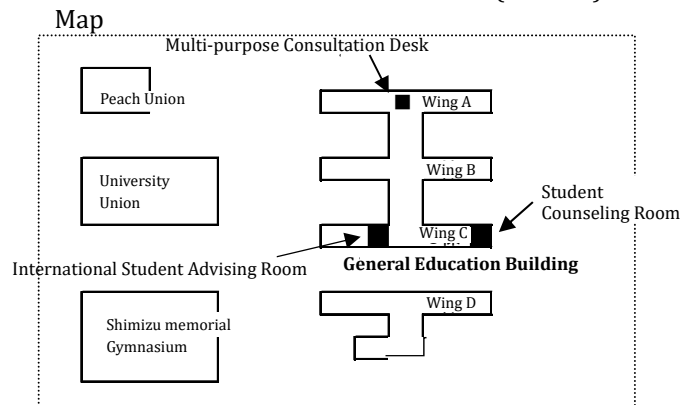 Map
Multi-purpose Consultation Desk
Peach Union
Wing A
Wing B
University
Union
Student
Counseling Room
Wing C
International Student Advising Room
General Education Building
Wing D
Shimizu memorial
Gymnasium